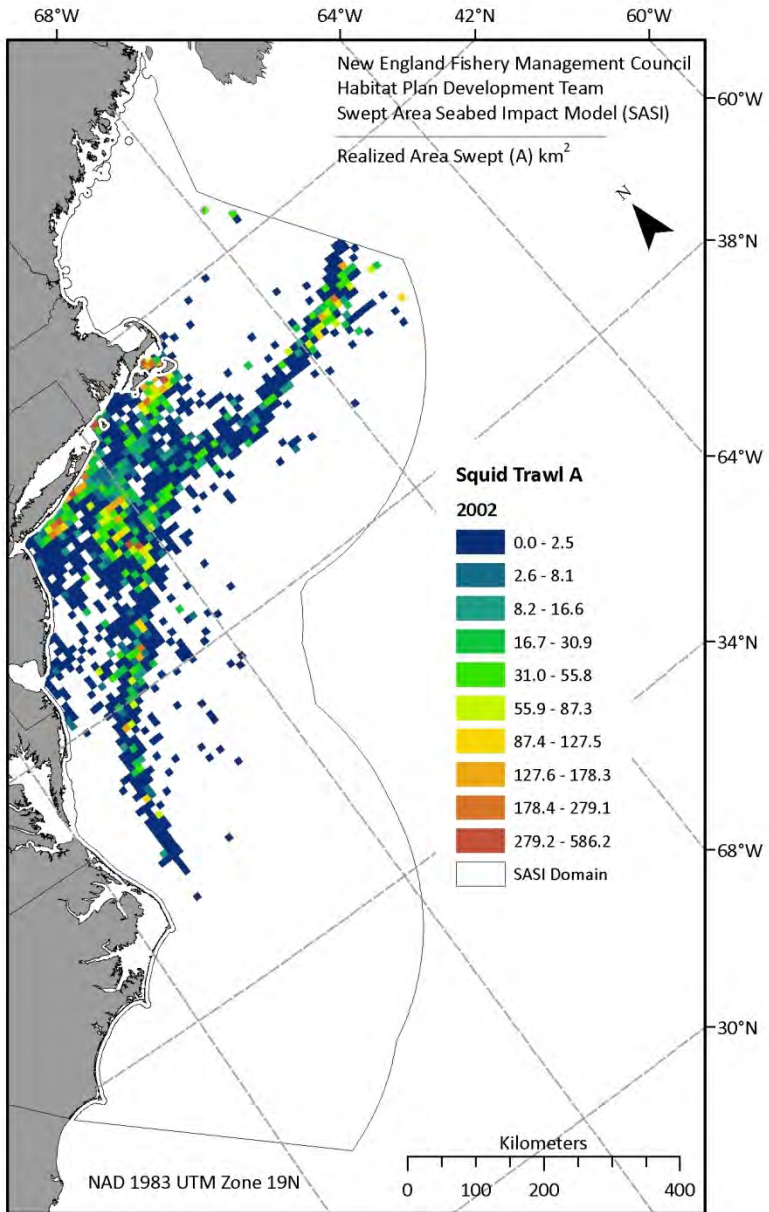 68°W 64°W 42°N 60°W
New England Fishery Management Council
Habitat Plan Development Team
Swept Area Seabed Impact Model (SASI)
Realized Area Swept (A) km²
60°W
N
38°N
64°W
Squid Trawl A
2002
0.0 - 2.5
2.6 - 8.1
8.2 - 16.6
16.7 - 30.9
34°N
31.0 - 55.8
55.9 - 87.3
87.4 - 127.5
127.6 - 178.3
178.4 - 279.1
279.2 - 586.2
68°W
SASI Domain
30°N
Kilometers
NAD 1983 UTM Zone 19N
0 100 200 400